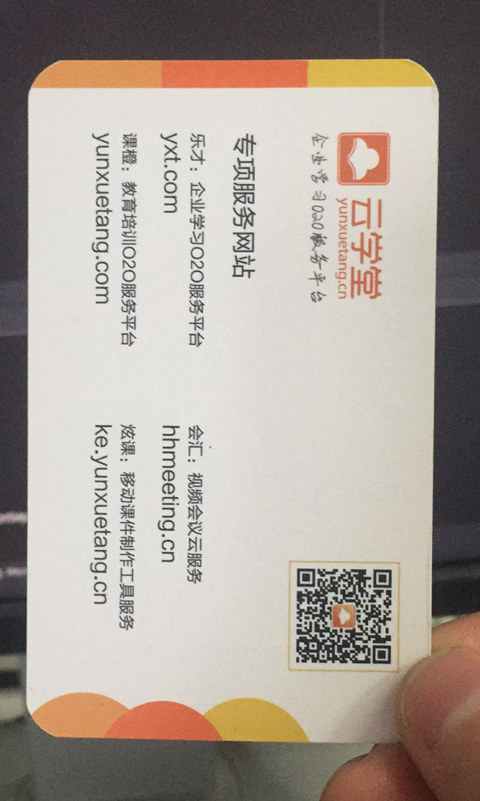 云学堂
yunxuetang.cn
企业学习O2O服务平台
专项服务网站
乐才：企业学习O2O服务平台
yxt.com
会汇：视频会议云服务
hhmeeting.cn
课橙：教育培训O2O服务平台
yunxuetang.com
炫课：移动课件制作工具服务
ke.yunxuetang.cn